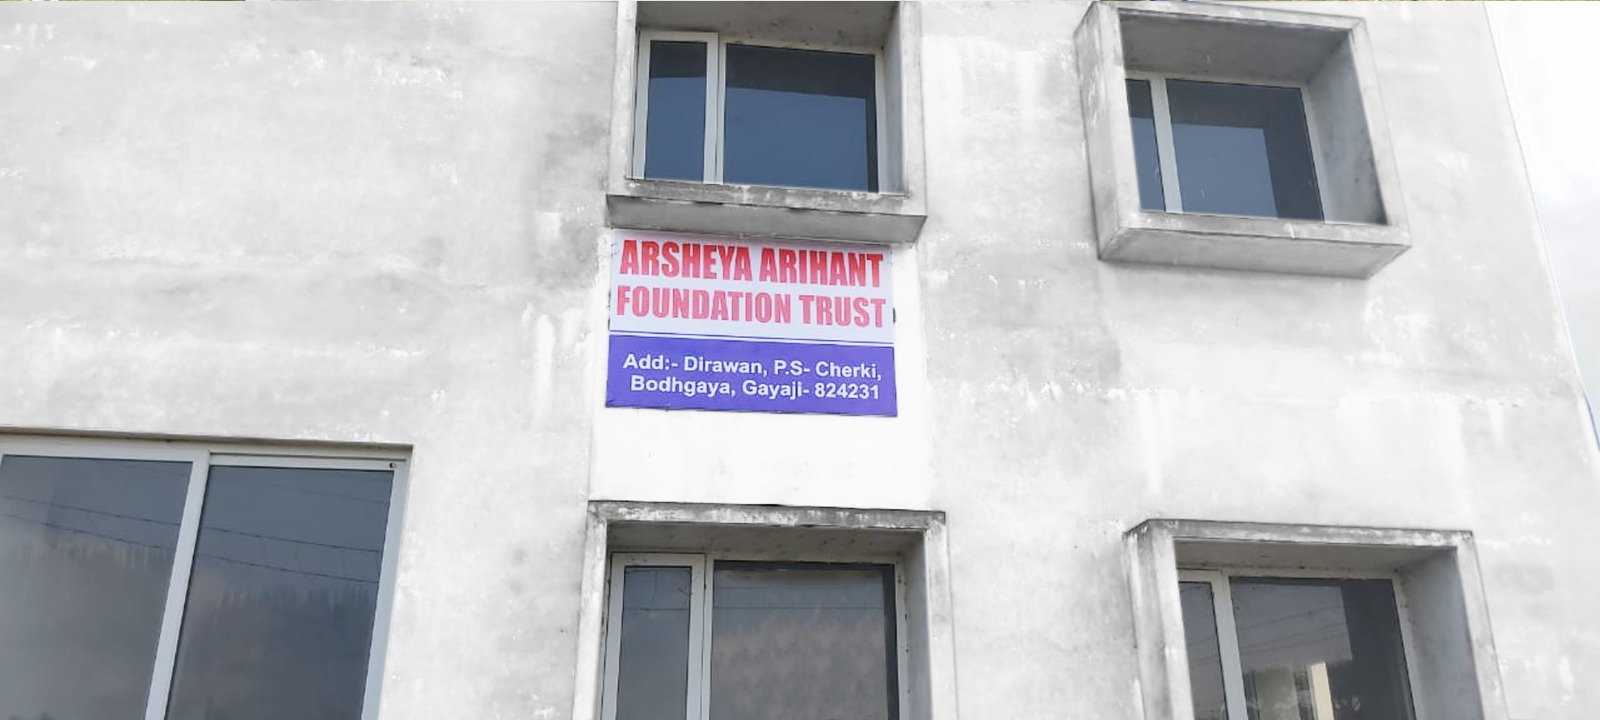 ARSHEYA ARIHANT
FOUNDATION TRUST
Add:- Dirawan, P.S- Cherki,
Bodhgaya, Gayaji- 824231